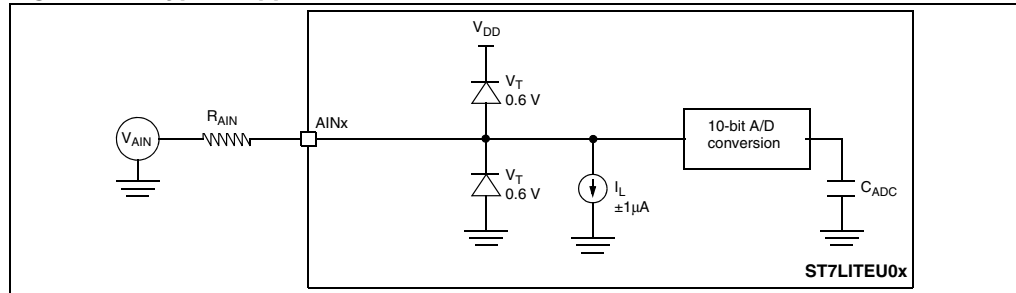 V_DD
V_T
0.6 V
R_AIN
AINx
V_AIN
10-bit A/D
conversion
V_T
0.6 V
I_L
±1µA
C_ADC
ST7LITEU0x